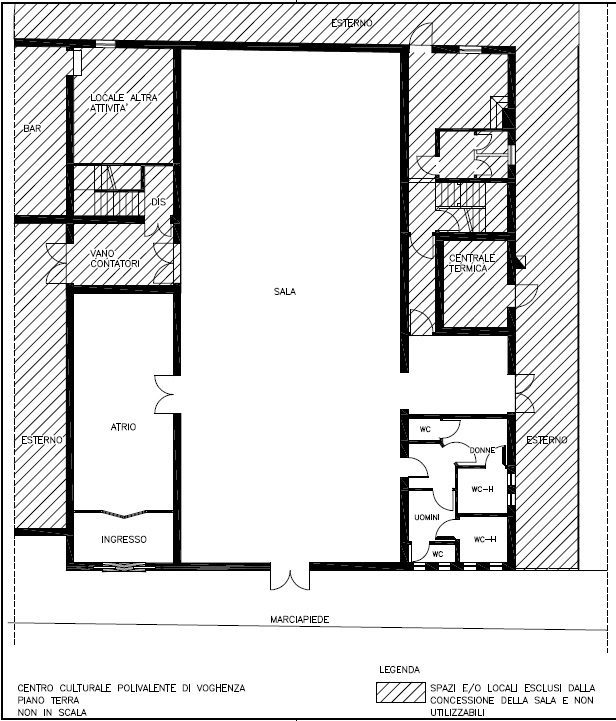 ESTERNO
LOCALE ALTRA
ATTIVITA'
BAR
DIS
VANO
CONTATORI
CENTRALE
TERMICA
SALA
ATRIO
WC
DONNE
ESTERNO
ESTERNO
WC-H
UOMINI
INGRESSO
WC-H
WC
MARCIAPIEDE
LEGENDA
CENTRO CULTURALE POLIVALENTE DI VOGHENZA
PIANO TERRA
NON IN SCALA
SPAZI E/O LOCALI ESCLUSI DALLA
CONCESSIONE DELLA SALA E NON
UTILIZZABILI